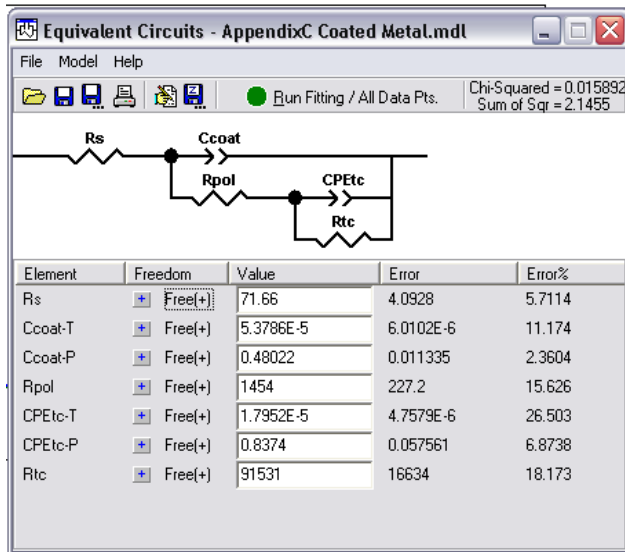 Equivalent Circuits - AppendixC Coated Metal.mdl
File Model Help
Run Fitting / All Data Pts.
Chi-Squared = 0.015892
Sum of Sqr = 2.1455
Rs
Ccoat
Rpol
CPEtc
Rtc
Element Freedom Value Error Error%
Rs + Free(+) 71.66 4.0928 5.7114
Ccoat-T + Free(+) 5.3786E-5 6.0102E-6 11.174
Ccoat-P + Free(+) 0.48022 0.011335 2.3604
Rpol + Free(+) 1454 227.2 15.626
CPEtc-T + Free(+) 1.7952E-5 4.7579E-6 26.503
CPEtc-P + Free(+) 0.8374 0.057561 6.8738
Rtc + Free(+) 91531 16634 18.173